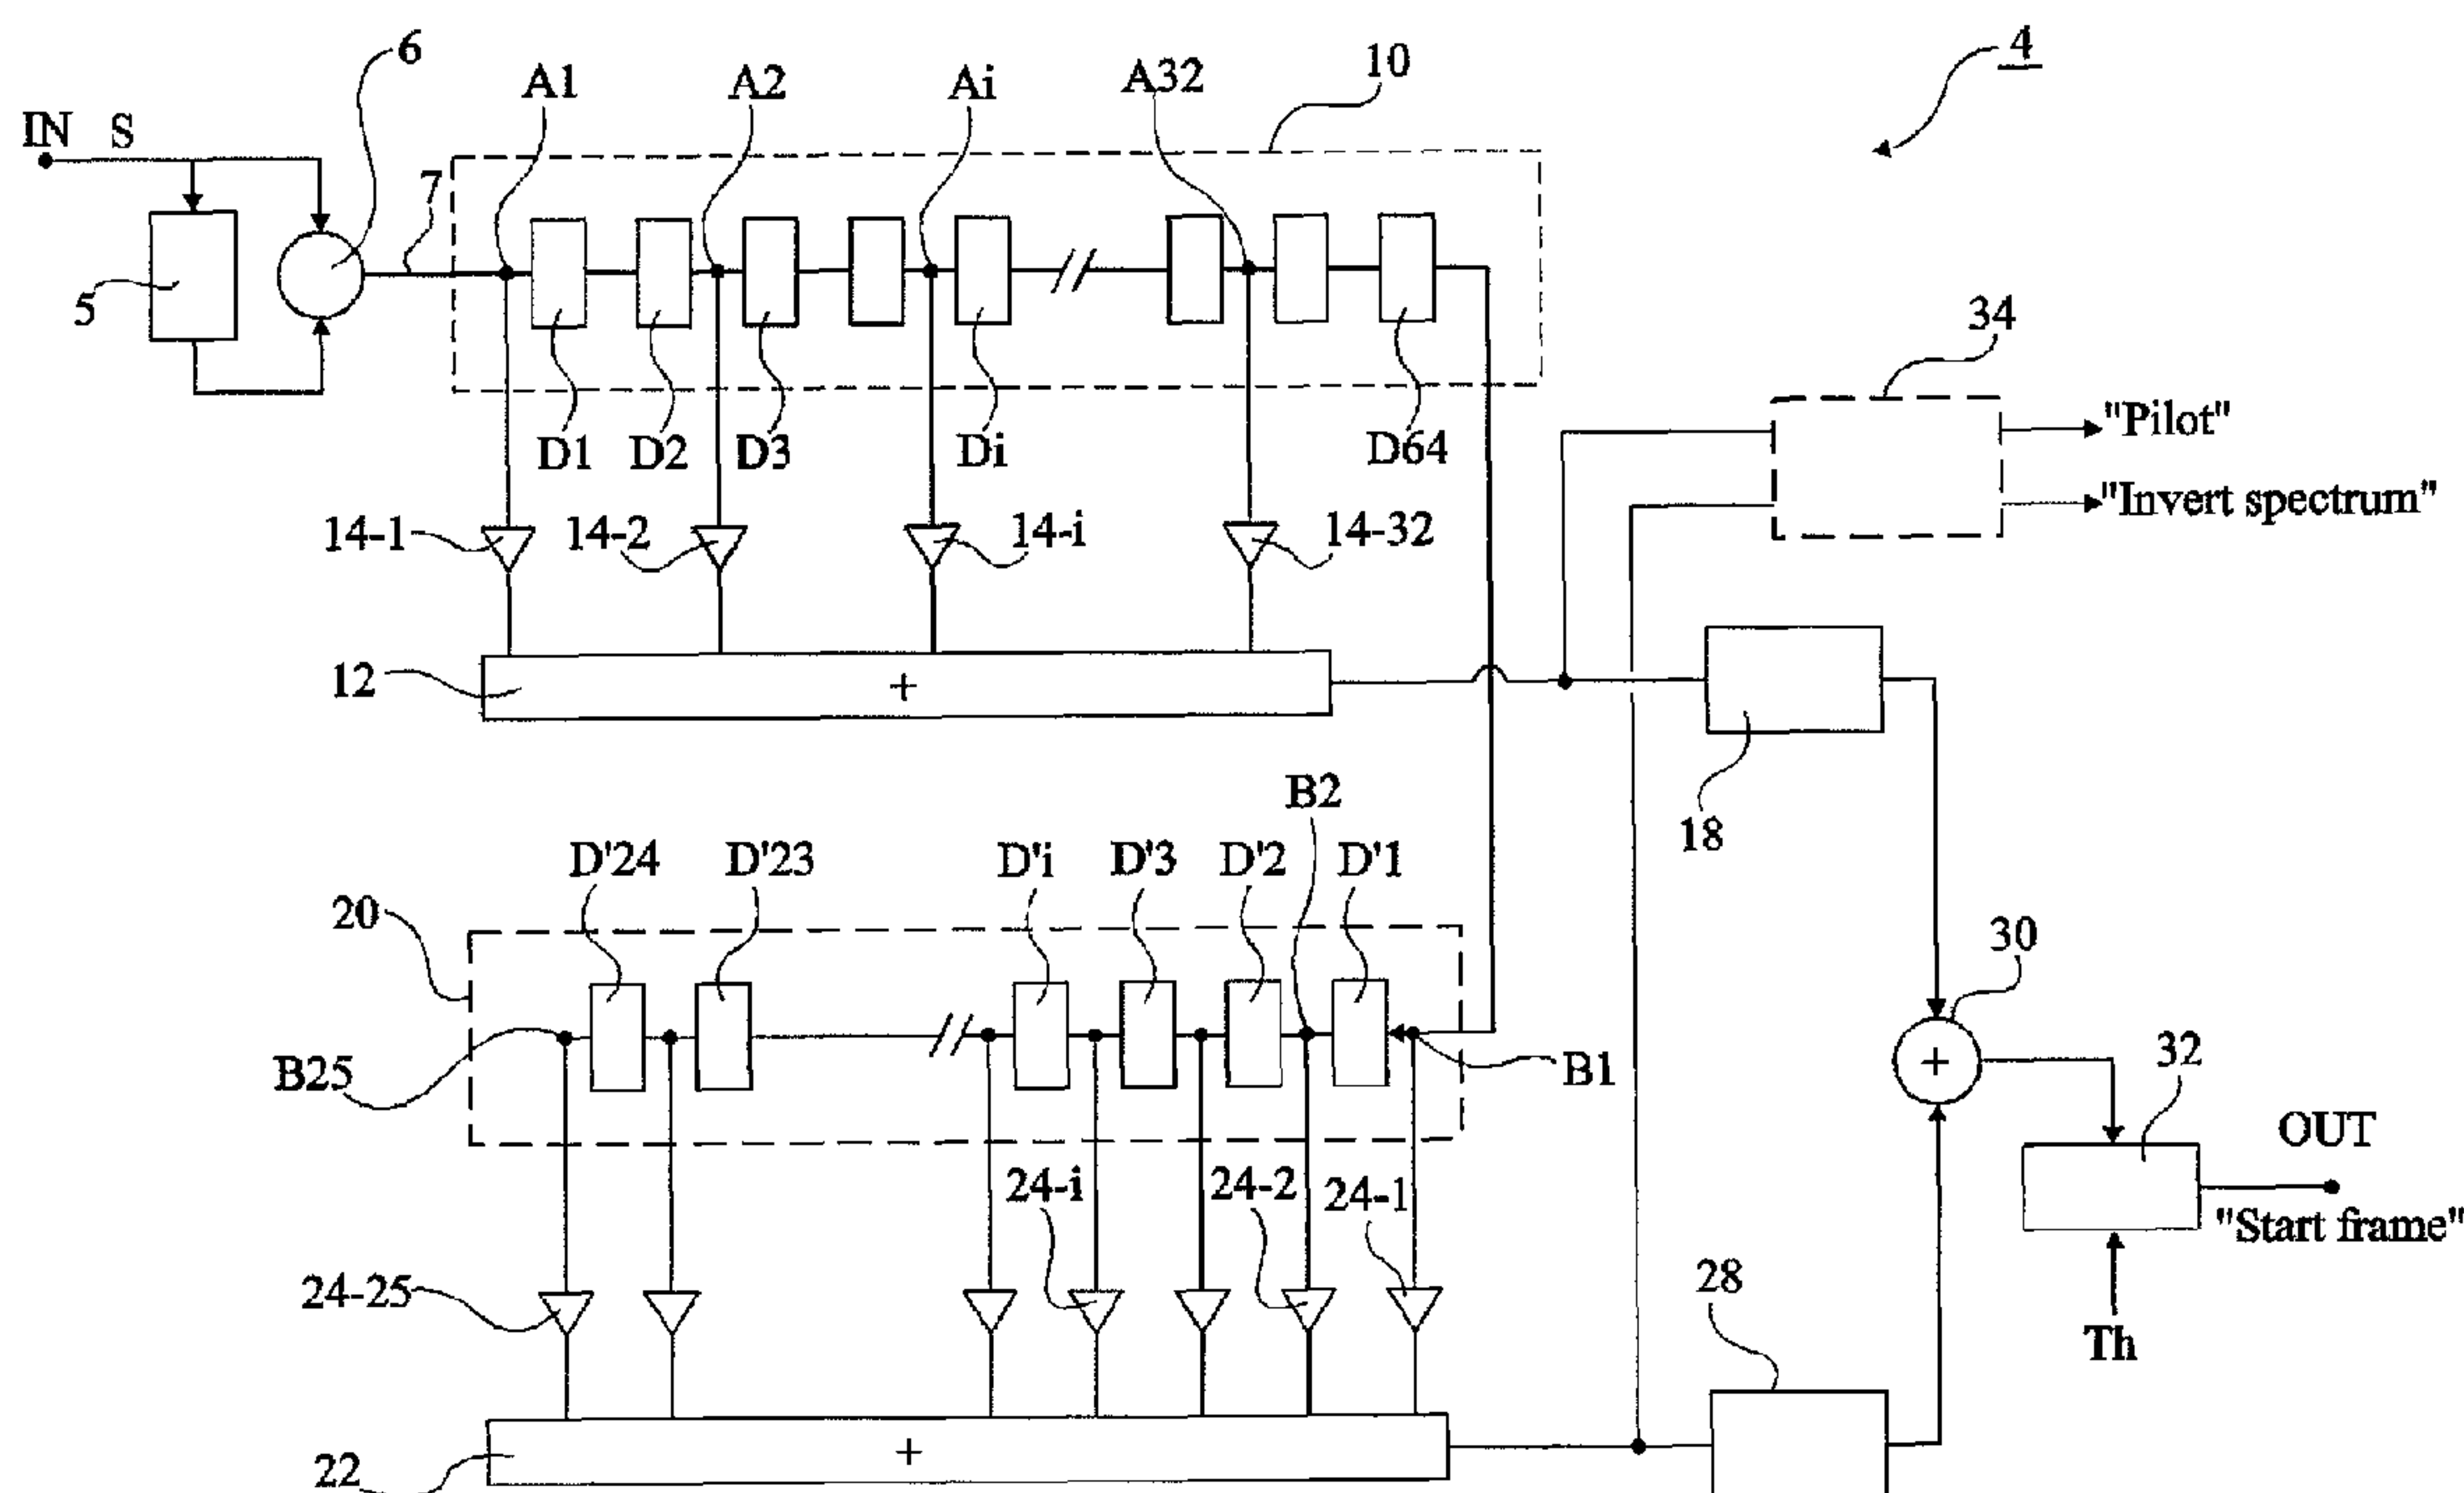 6
A1
A2
Ai
A32
10
4
IN S
7
5
34
"Pilot"
D1
D2
D3
Di
D64
"Invert spectrum"
14-1
14-2
14-i
14-32
12
+
18
B2
D'24
D'23
D'i
D'3
D'2
D'1
20
30
+
B25
B1
32
OUT
24-i
24-2
24-1
"Start frame"
24-25
28
Th
22
+